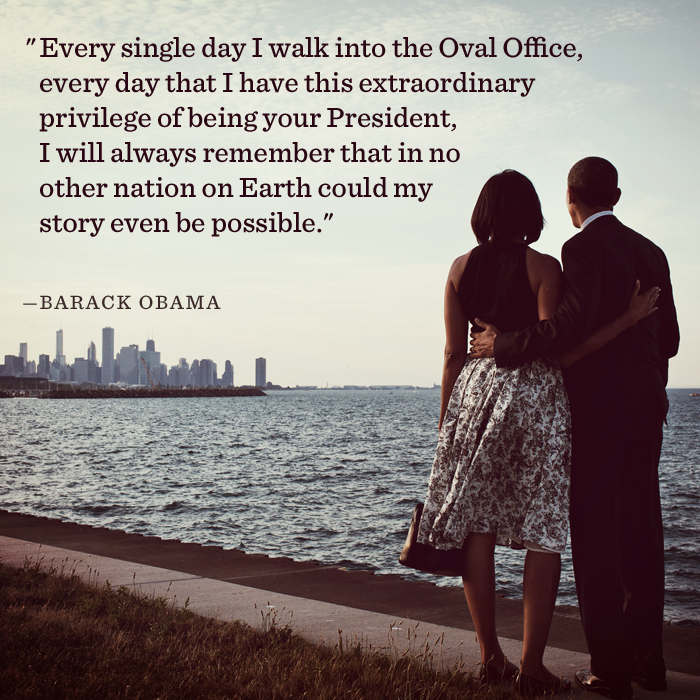 "Every single day I walk into the Oval Office,
every day that I have this extraordinary
privilege of being your President,
I will always remember that in no
other nation on Earth could my
story even be possible."
—BARACK OBAMA